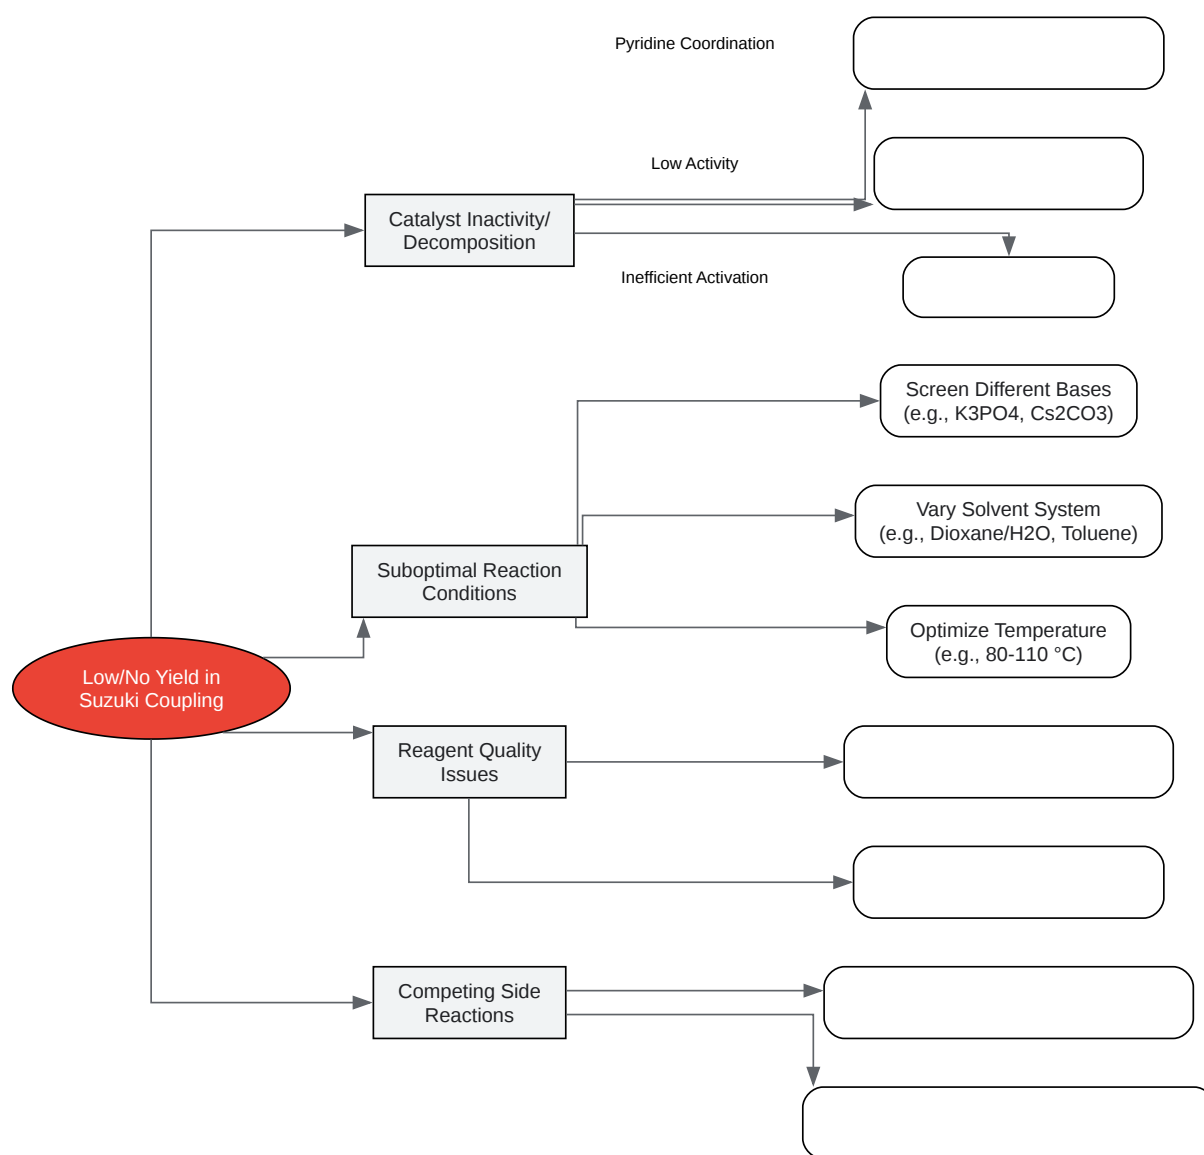 Pyridine Coordination
Low Activity
Catalyst Inactivity/
Decomposition
Inefficient Activation
Screen Different Bases
(e.g., K3PO4, Cs2CO3)
Vary Solvent System
(e.g., Dioxane/H2O, Toluene)
Suboptimal Reaction
Conditions
Optimize Temperature
(e.g., 80-110 °C)
Low/No Yield in
Suzuki Coupling
Reagent Quality
Issues
Competing Side
Reactions